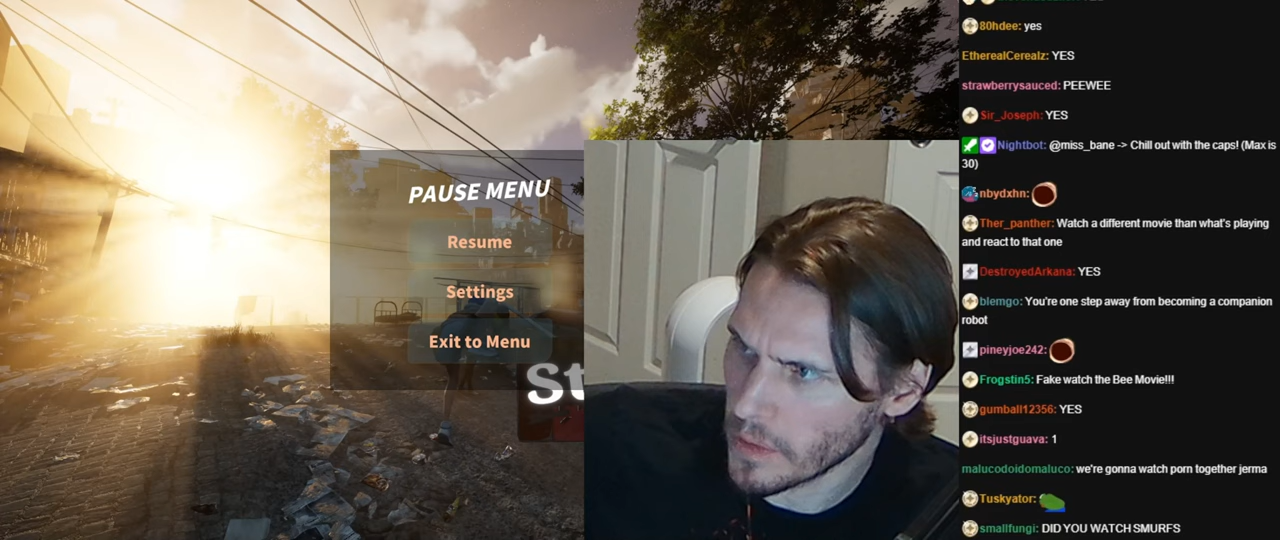 80hdee: yes
EtherealCerealz: YES
strawberrysauced: PEEWEE
Sir_Joseph: YES
Nightbot: @miss_bane -> Chill out with the caps! (Max is
30)
nbydxhn:
Ther_panther: Watch a different movie than what's playing
and react to that one
DestroyedArkana: YES
blemgo: You're one step away from becoming a companion
robot
pineyjoe242:
Frogstin5: Fake watch the Bee Movie!!!
gumball12356: YES
itsjustguava: 1
malucodoidomaluco: we're gonna watch porn together jerma
Tuskyator:
smallfungi: DID YOU WATCH SMURFS
PAUSE MENU
Resume
Settings
Exit to Menu
St